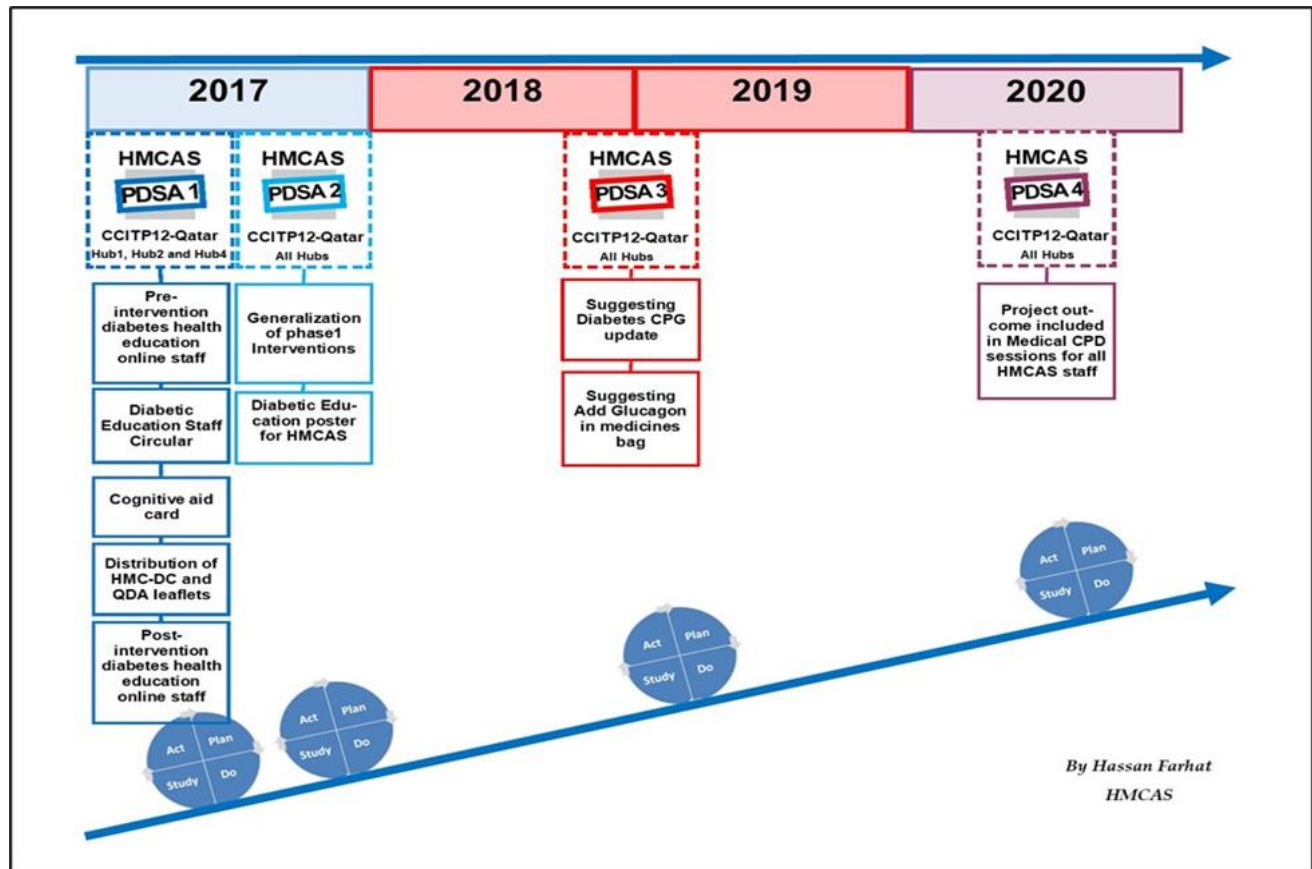 2017
2018
2019
2020
HMCAS
PDSA 1
CCITP12-Qatar
Hub1, Hub2 and Hub4
Pre-
intervention
diabetes health
education
online staff
Diabetic
Education Staff
Circular
Cognitive aid
card
Distribution of
HMC-DC and
QDA leaflets
Post-
intervention
diabetes health
education
online staff
HMCAS
PDSA 2
CCITP12-Qatar
All Hubs
Generalization
of phase1
Interventions
Diabetic Edu-
cation poster
for HMCAS
HMCAS
PDSA 3
CCITP12-Qatar
All Hubs
Suggesting
Diabetes CPG
update
Suggesting
Add Glucagon
in medicines
bag
HMCAS
PDSA 4
CCITP12-Qatar
All Hubs
Project out-
come included
in Medical CPD
sessions for all
HMCAS staff
Act Plan
Study Do
Act Plan
Study Do
Act Plan
Study Do
Act Plan
Study Do
By Hassan Farhat
HMCAS